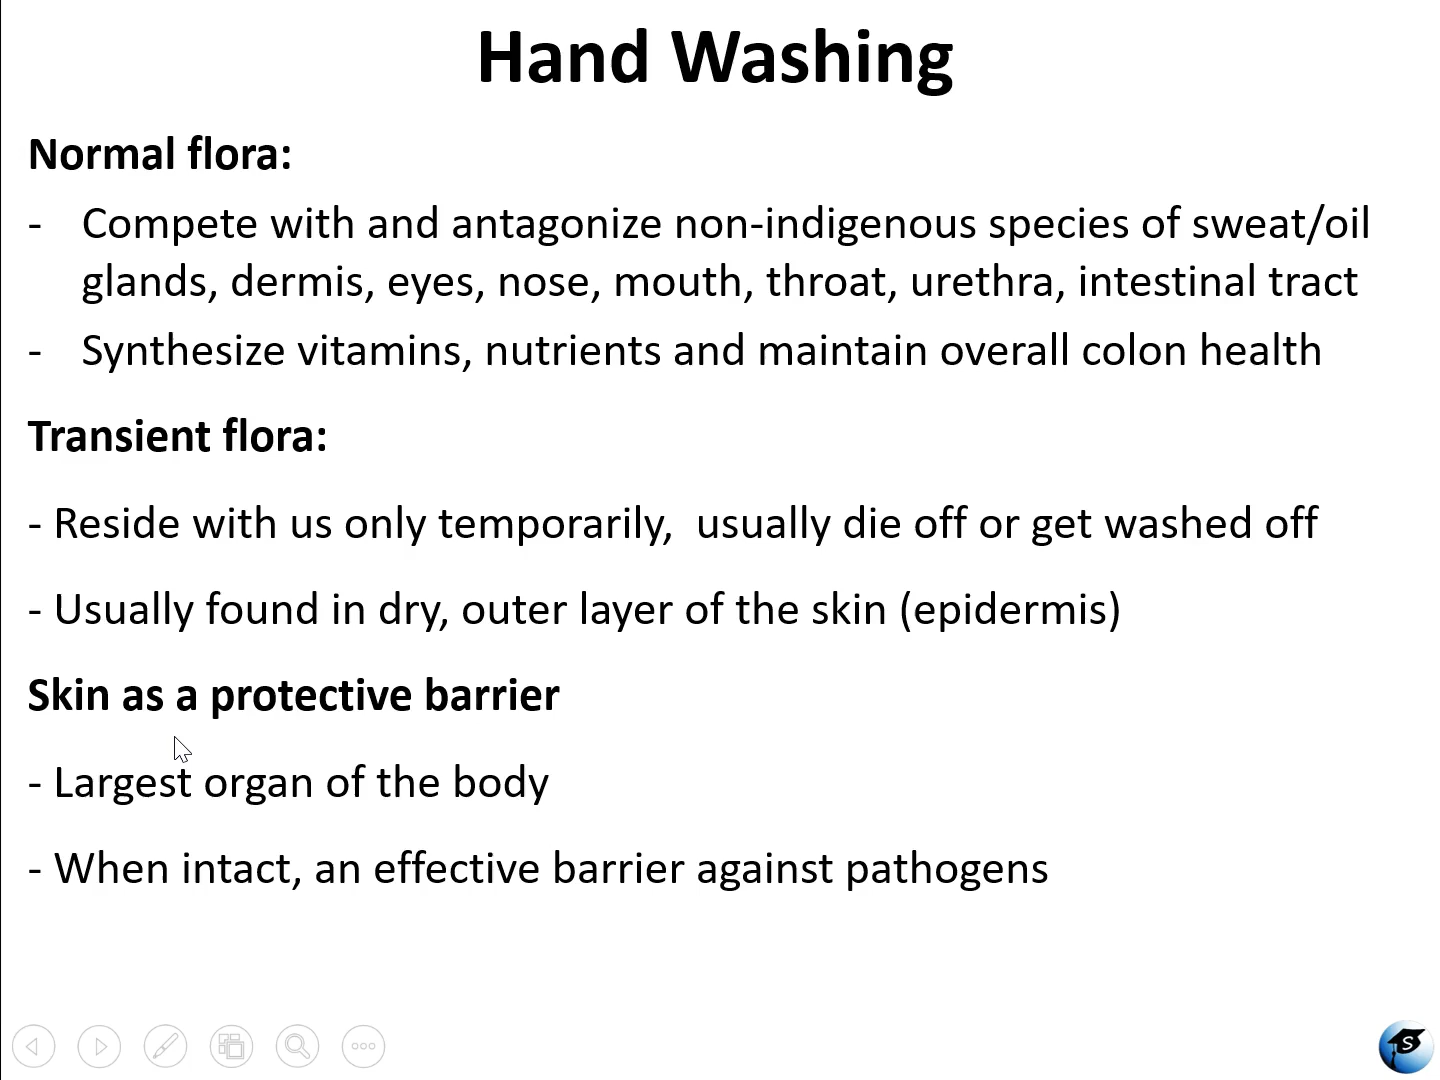 Hand Washing
Normal flora:
- Compete with and antagonize non-indigenous species of sweat/oil
glands, dermis, eyes, nose, mouth, throat, urethra, intestinal tract
- Synthesize vitamins, nutrients and maintain overall colon health
Transient flora:
- Reside with us only temporarily,  usually die off or get washed off
- Usually found in dry, outer layer of the skin (epidermis)
Skin as a protective barrier
- Largest organ of the body
- When intact, an effective barrier against pathogens
S